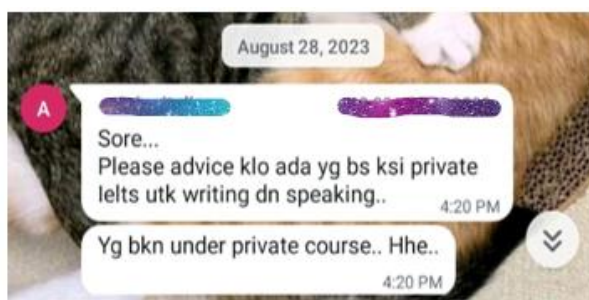 August 28, 2023
A
Sore...
Please advice klo ada yg bs ksi private
Ielts utk writing dn speaking..
4:20 PM
Yg bkn under private course.. Hhe..
4:20 PM